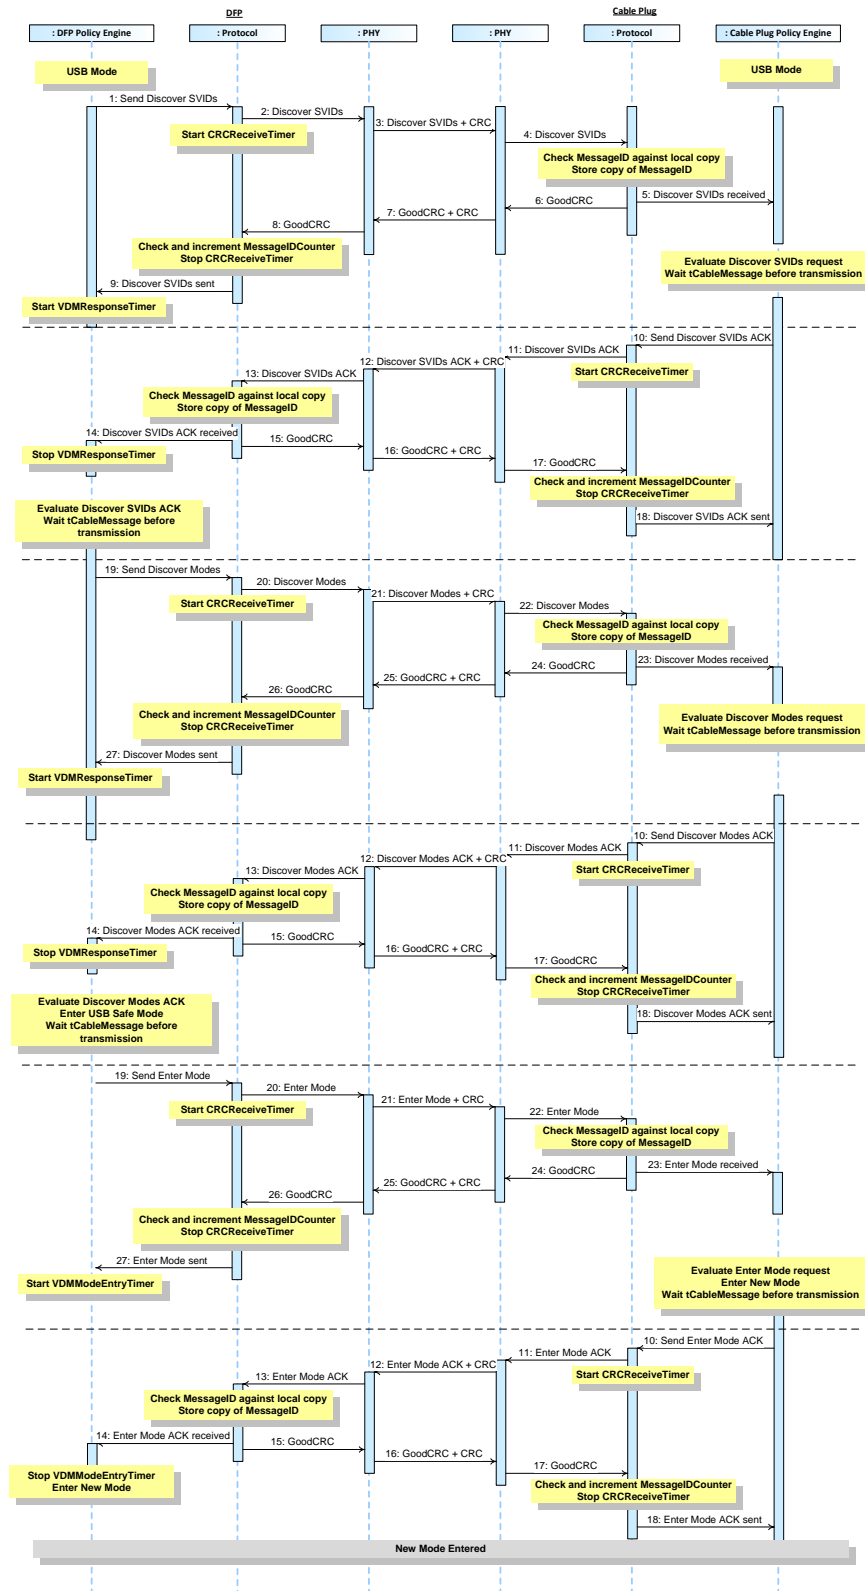 DFP
Cable Plug
: DFP Policy Engine
: Protocol
: PHY
: PHY
: Protocol
: Cable Plug Policy Engine
USB Mode
USB Mode
1: Send Discover SVIDs
2: Discover SVIDs
Start CRCReceiveTimer
3: Discover SVIDs + CRC
4: Discover SVIDs
Check MessageID against local copy
Store copy of MessageID
5: Discover SVIDs received
6: GoodCRC
7: GoodCRC + CRC
8: GoodCRC
Check and increment MessageIDCounter
Stop CRCReceiveTimer
Evaluate Discover SVIDs request
Wait tCableMessage before transmission
9: Discover SVIDs sent
Start VDMResponseTimer
10: Send Discover SVIDs ACK
11: Discover SVIDs ACK
Start CRCReceiveTimer
12: Discover SVIDs ACK + CRC
13: Discover SVIDs ACK
Check MessageID against local copy
Store copy of MessageID
14: Discover SVIDs ACK received
15: GoodCRC
Stop VDMResponseTimer
16: GoodCRC + CRC
17: GoodCRC
Check and increment MessageIDCounter
Stop CRCReceiveTimer
18: Discover SVIDs ACK sent
Evaluate Discover SVIDs ACK
Wait tCableMessage before
transmission
19: Send Discover Modes
20: Discover Modes
Start CRCReceiveTimer
21: Discover Modes + CRC
22: Discover Modes
Check MessageID against local copy
Store copy of MessageID
23: Discover Modes received
24: GoodCRC
25: GoodCRC + CRC
26: GoodCRC
Check and increment MessageIDCounter
Stop CRCReceiveTimer
Evaluate Discover Modes request
Wait tCableMessage before transmission
27: Discover Modes sent
Start VDMResponseTimer
10: Send Discover Modes ACK
11: Discover Modes ACK
Start CRCReceiveTimer
12: Discover Modes ACK + CRC
13: Discover Modes ACK
Check MessageID against local copy
Store copy of MessageID
14: Discover Modes ACK received
15: GoodCRC
Stop VDMResponseTimer
16: GoodCRC + CRC
17: GoodCRC
Check and increment MessageIDCounter
Stop CRCReceiveTimer
18: Discover Modes ACK sent
Evaluate Discover Modes ACK
Enter USB Safe Mode
Wait tCableMessage before
transmission
19: Send Enter Mode
20: Enter Mode
Start CRCReceiveTimer
21: Enter Mode + CRC
22: Enter Mode
Check MessageID against local copy
Store copy of MessageID
23: Enter Mode received
24: GoodCRC
25: GoodCRC + CRC
26: GoodCRC
Check and increment MessageIDCounter
Stop CRCReceiveTimer
27: Enter Mode sent
Start VDMModeEntryTimer
Evaluate Enter Mode request
Enter New Mode
Wait tCableMessage before transmission
10: Send Enter Mode ACK
11: Enter Mode ACK
Start CRCReceiveTimer
12: Enter Mode ACK + CRC
13: Enter Mode ACK
Check MessageID against local copy
Store copy of MessageID
14: Enter Mode ACK received
15: GoodCRC
16: GoodCRC + CRC
17: GoodCRC
Stop VDMModeEntryTimer
Enter New Mode
Check and increment MessageIDCounter
Stop CRCReceiveTimer
18: Enter Mode ACK sent
New Mode Entered